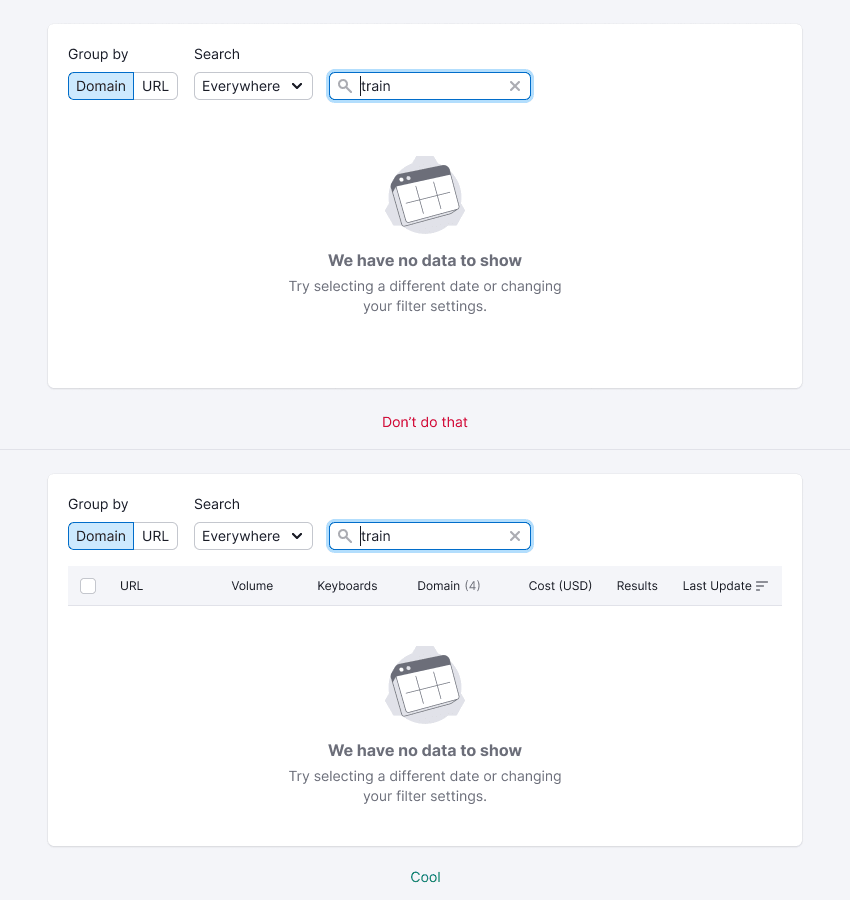 Group by Search
Domain URL Everywhere train
We have no data to show
Try selecting a different date or changing
your filter settings.
Don’t do that
Group by Search
Domain URL Everywhere train
URL Volume Keyboards Domain (4) Cost (USD) Results Last Update
We have no data to show
Try selecting a different date or changing
your filter settings.
Cool